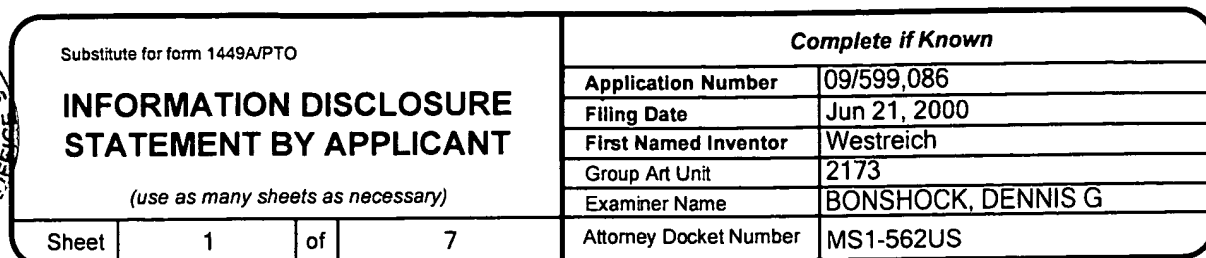 Substitute for form 1449A/PTO
INFORMATION DISCLOSURE
STATEMENT BY APPLICANT
(use as many sheets as necessary)
Sheet 1 of 7
Complete if Known
Application Number 09/599,086
Filing Date Jun 21, 2000
First Named Inventor Westreich
Group Art Unit 2173
Examiner Name BONSHOCK, DENNIS G
Attorney Docket Number MS1-562US